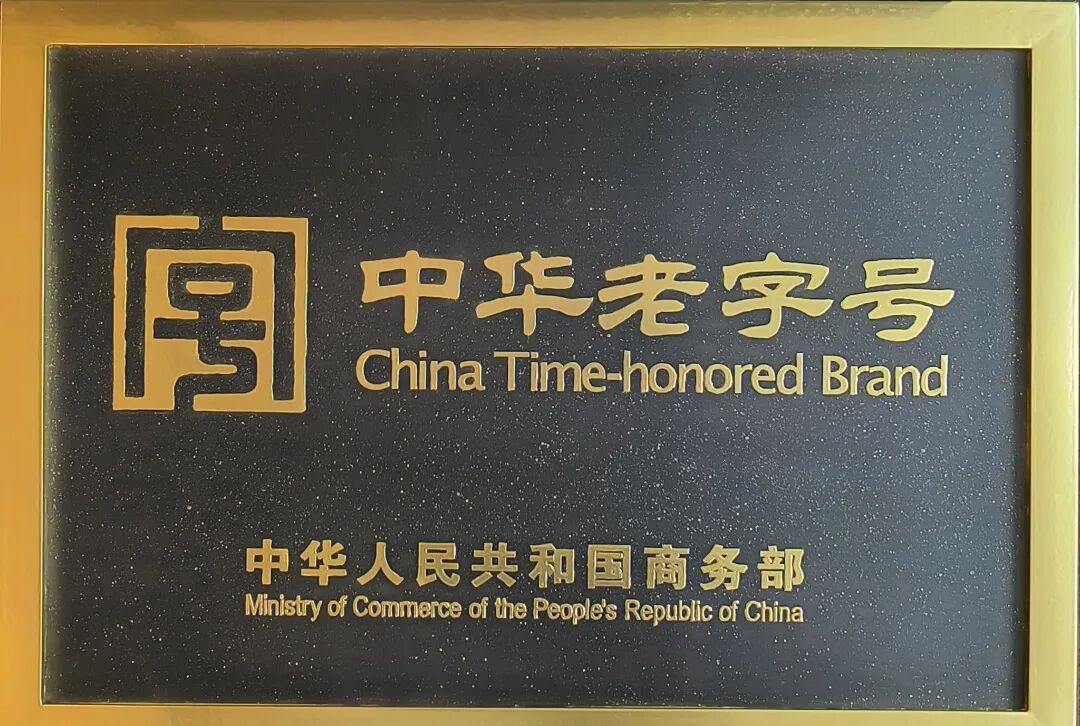 中华老字号
China Time-honored Brand
中华人民共和国商务部
Ministry of Commerce of the People's Republic of China